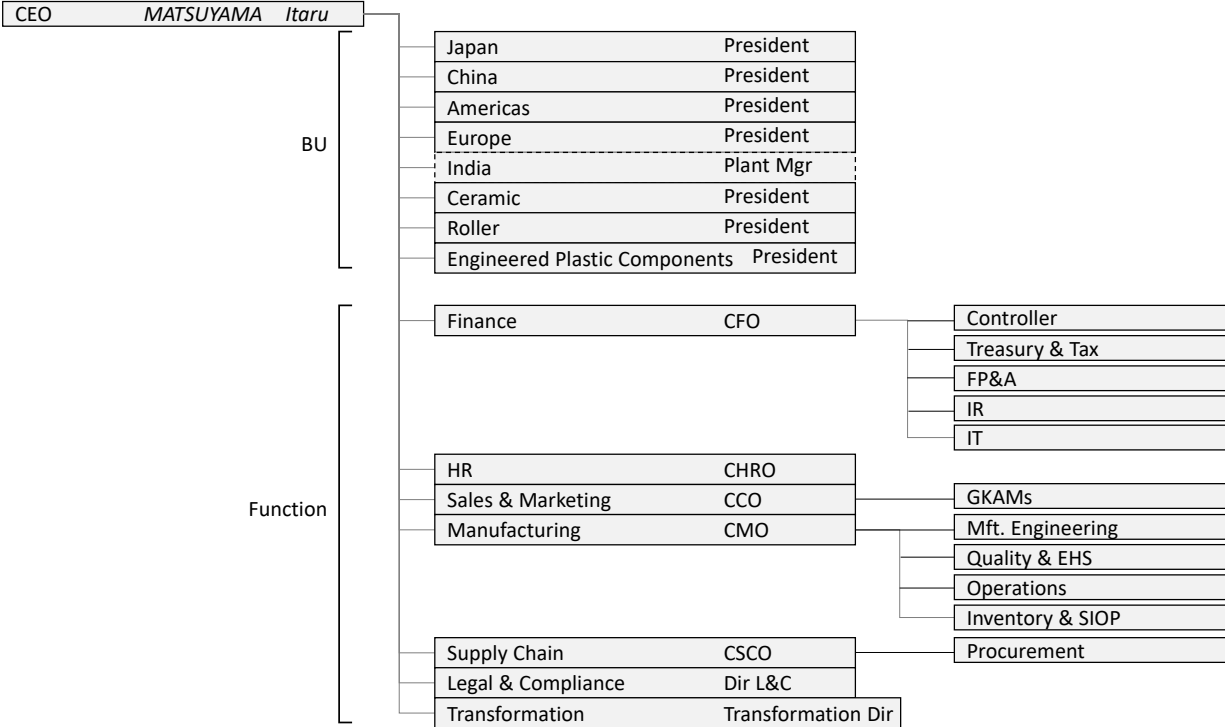 CEO MATSUYAMA Itaru
BU
Japan President
China President
Americas President
Europe President
India Plant Mgr
Ceramic President
Roller President
Engineered Plastic Components President
Function
Finance CFO
Controller
Treasury & Tax
FP&A
IR
IT
HR CHRO
Sales & Marketing CCO
GKAMs
Manufacturing CMO
Mft. Engineering
Quality & EHS
Operations
Inventory & SIOP
Supply Chain CSCO
Procurement
Legal & Compliance Dir L&C
Transformation Transformation Dir